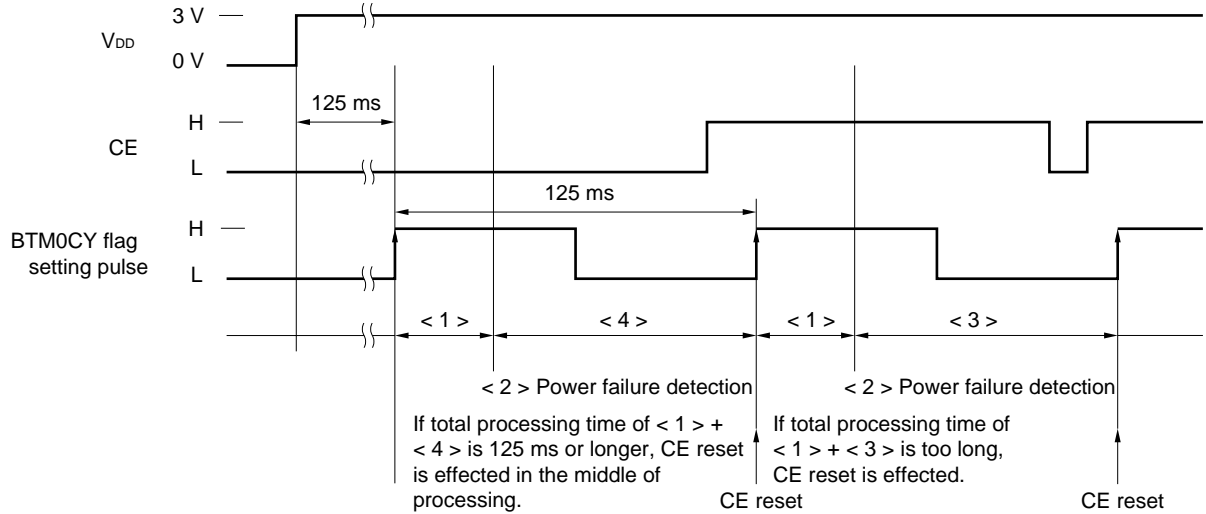 3 V
VDD
0 V
125 ms
H
CE
L
125 ms
H
BTM0CY flag
setting pulse
L
< 1 >
< 4 >
< 1 >
< 3 >
< 2 > Power failure detection
< 2 > Power failure detection
If total processing time of < 1 > +
< 4 > is 125 ms or longer, CE reset
is effected in the middle of
processing.
If total processing time of
< 1 > + < 3 > is too long,
CE reset is effected.
CE reset
CE reset